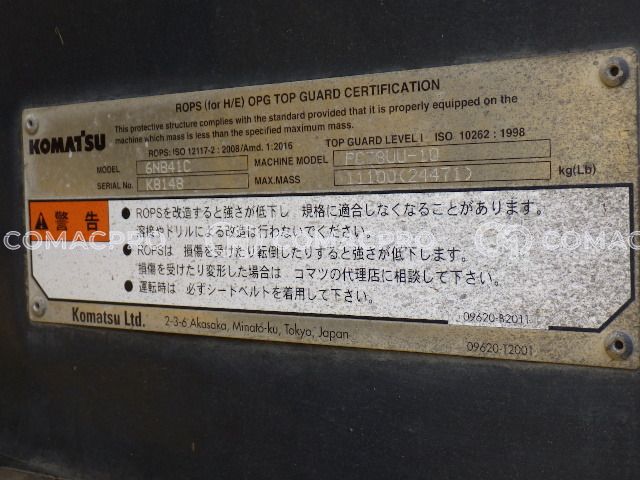 ROPS (for H/E) OPG TOP GUARD CERTIFICATION
This protective structure complies with the standard provided that it is properly equipped on the
machine which mass is less than the specified maximum mass.
KOMATSU
ROPS: ISO 12117-2 : 2008/Amd. 1:2016 TOP GUARD LEVEL I ISO 10262 : 1998
MODEL 6NB41C MACHINE MODEL PC78UU-10
SERIAL NO. K8148 MAX.MASS 11100(24471) kg(Lb)
警告
● ROPSを改造すると強さが低下し 規格に適合しなくなることがあります。
溶接やドリルによる改造は行わないでください。
● ROPSは 損傷を受けたり転倒したりすると強さが低下します。
損傷を受けたり変形した場合は コマツの代理店に相談して下さい。
● 運転時は 必ずシートベルトを着用して下さい。
09620-B2011
Komatsu Ltd. 2-3-6 Akasaka, Minato-ku, Tokyo, Japan
09620-T2001
COMACPRO COMACPRO